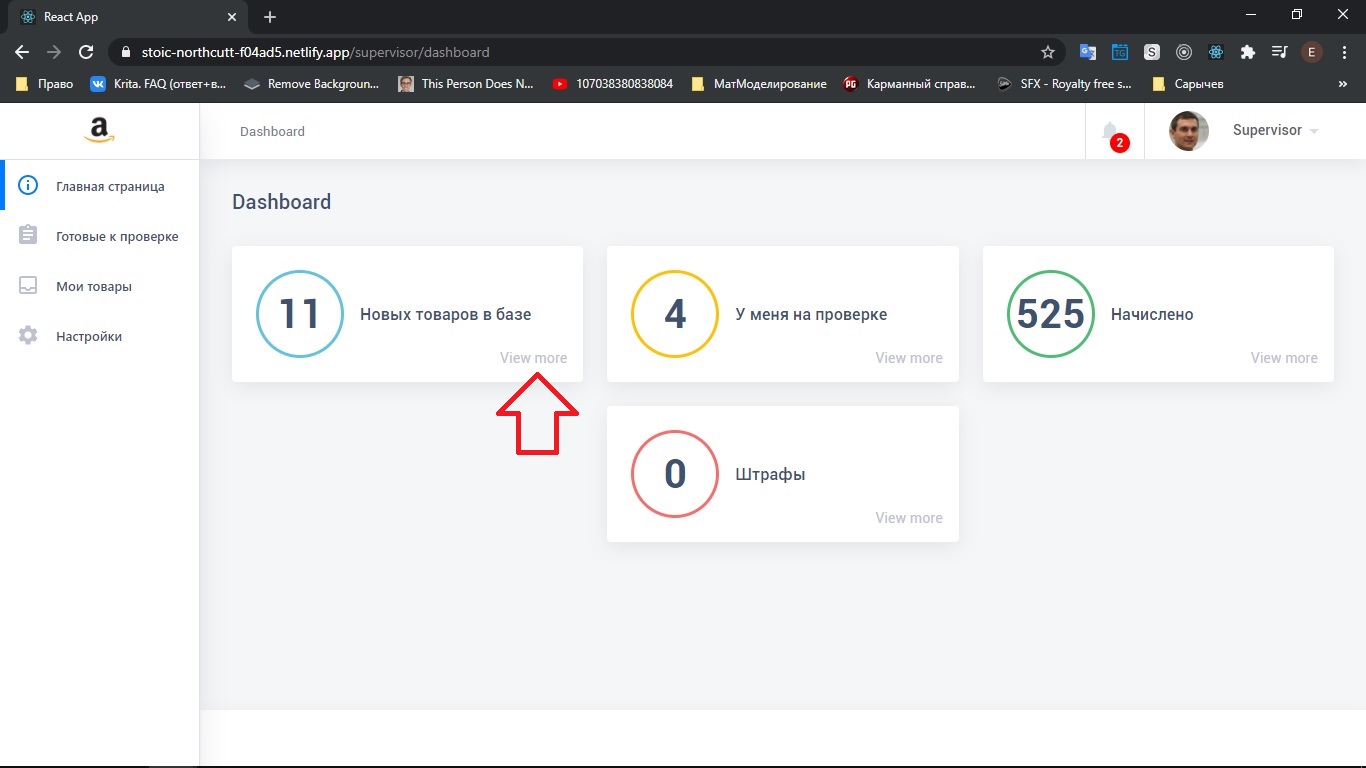 React App
stoic-northcutt-f04ad5.netlify.app/supervisor/dashboard
TG
S
E
Право
Krita. FAQ (ответ+в...
Remove Backgroun...
This Person Does N...
107038380838084
МатМоделирование
PG
Карманный справ...
SFX - Royalty free s...
Сарычев
»
a
Dashboard
2
Supervisor
Главная страница
Готовые к проверке
Мои товары
Настройки
Dashboard
11
Новых товаров в базе
View more
4
У меня на проверке
View more
525
Начислено
View more
0
Штрафы
View more